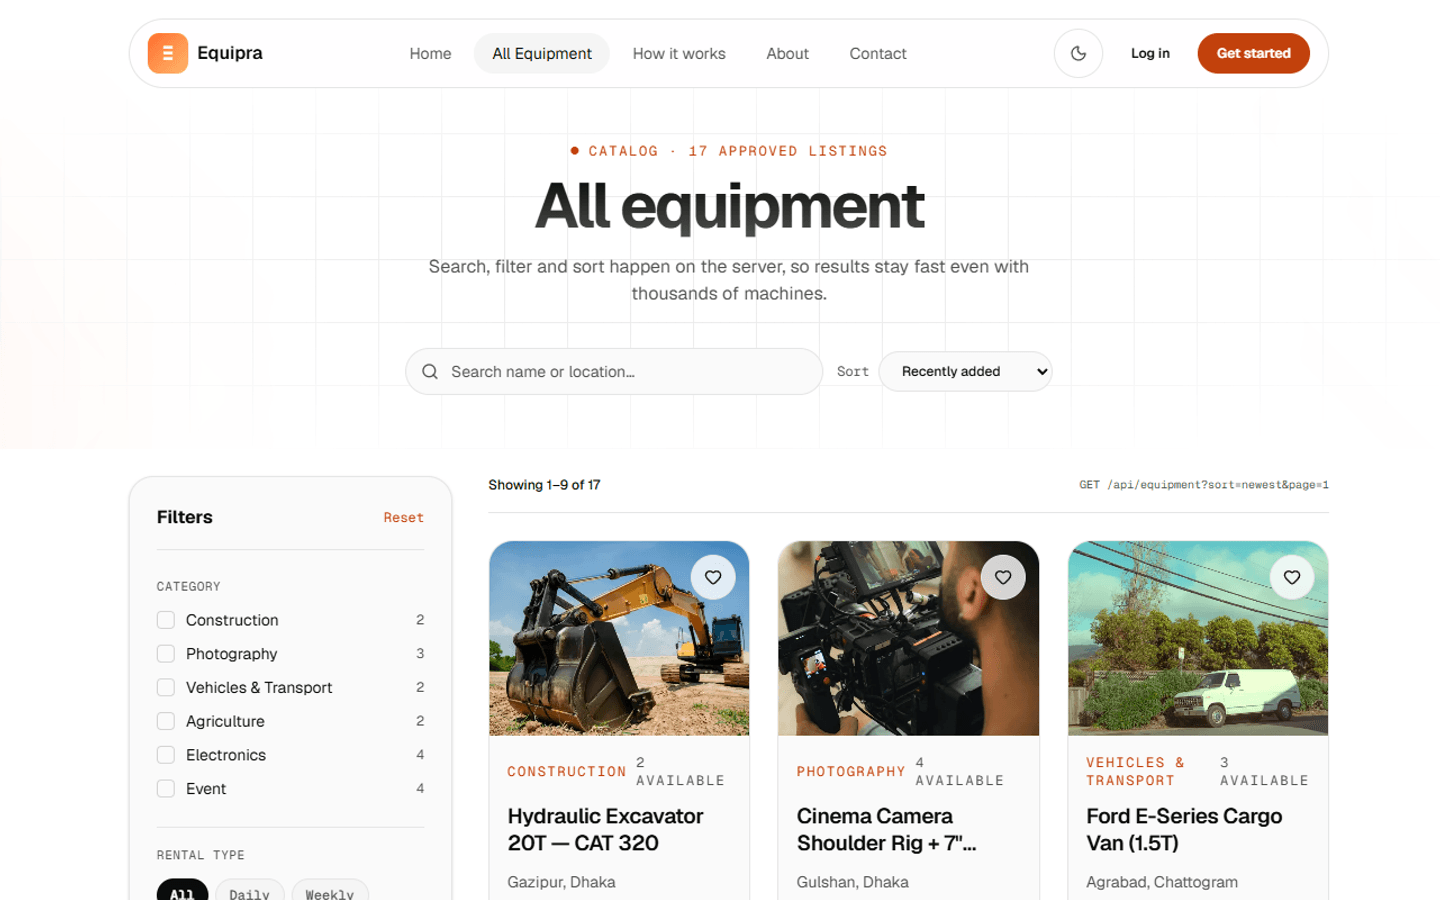 Equipra
Home
All Equipment
How it works
About
Contact
Log in
Get started
CATALOG · 17 APPROVED LISTINGS
All equipment
Search, filter and sort happen on the server, so results stay fast even with
thousands of machines.
Search name or location…
Sort
Recently added
Filters
Reset
CATEGORY
Construction 2
Photography 3
Vehicles & Transport 2
Agriculture 2
Electronics 4
Event 4
RENTAL TYPE
All
Daily
Weekly
Showing 1–9 of 17
GET /api/equipment?sort=newest&page=1
CONSTRUCTION
2 AVAILABLE
Hydraulic Excavator
20T — CAT 320
Gazipur, Dhaka
PHOTOGRAPHY
4 AVAILABLE
Cinema Camera
Shoulder Rig + 7"…
Gulshan, Dhaka
VEHICLES &
TRANSPORT
3 AVAILABLE
Ford E-Series Cargo
Van (1.5T)
Agrabad, Chattogram